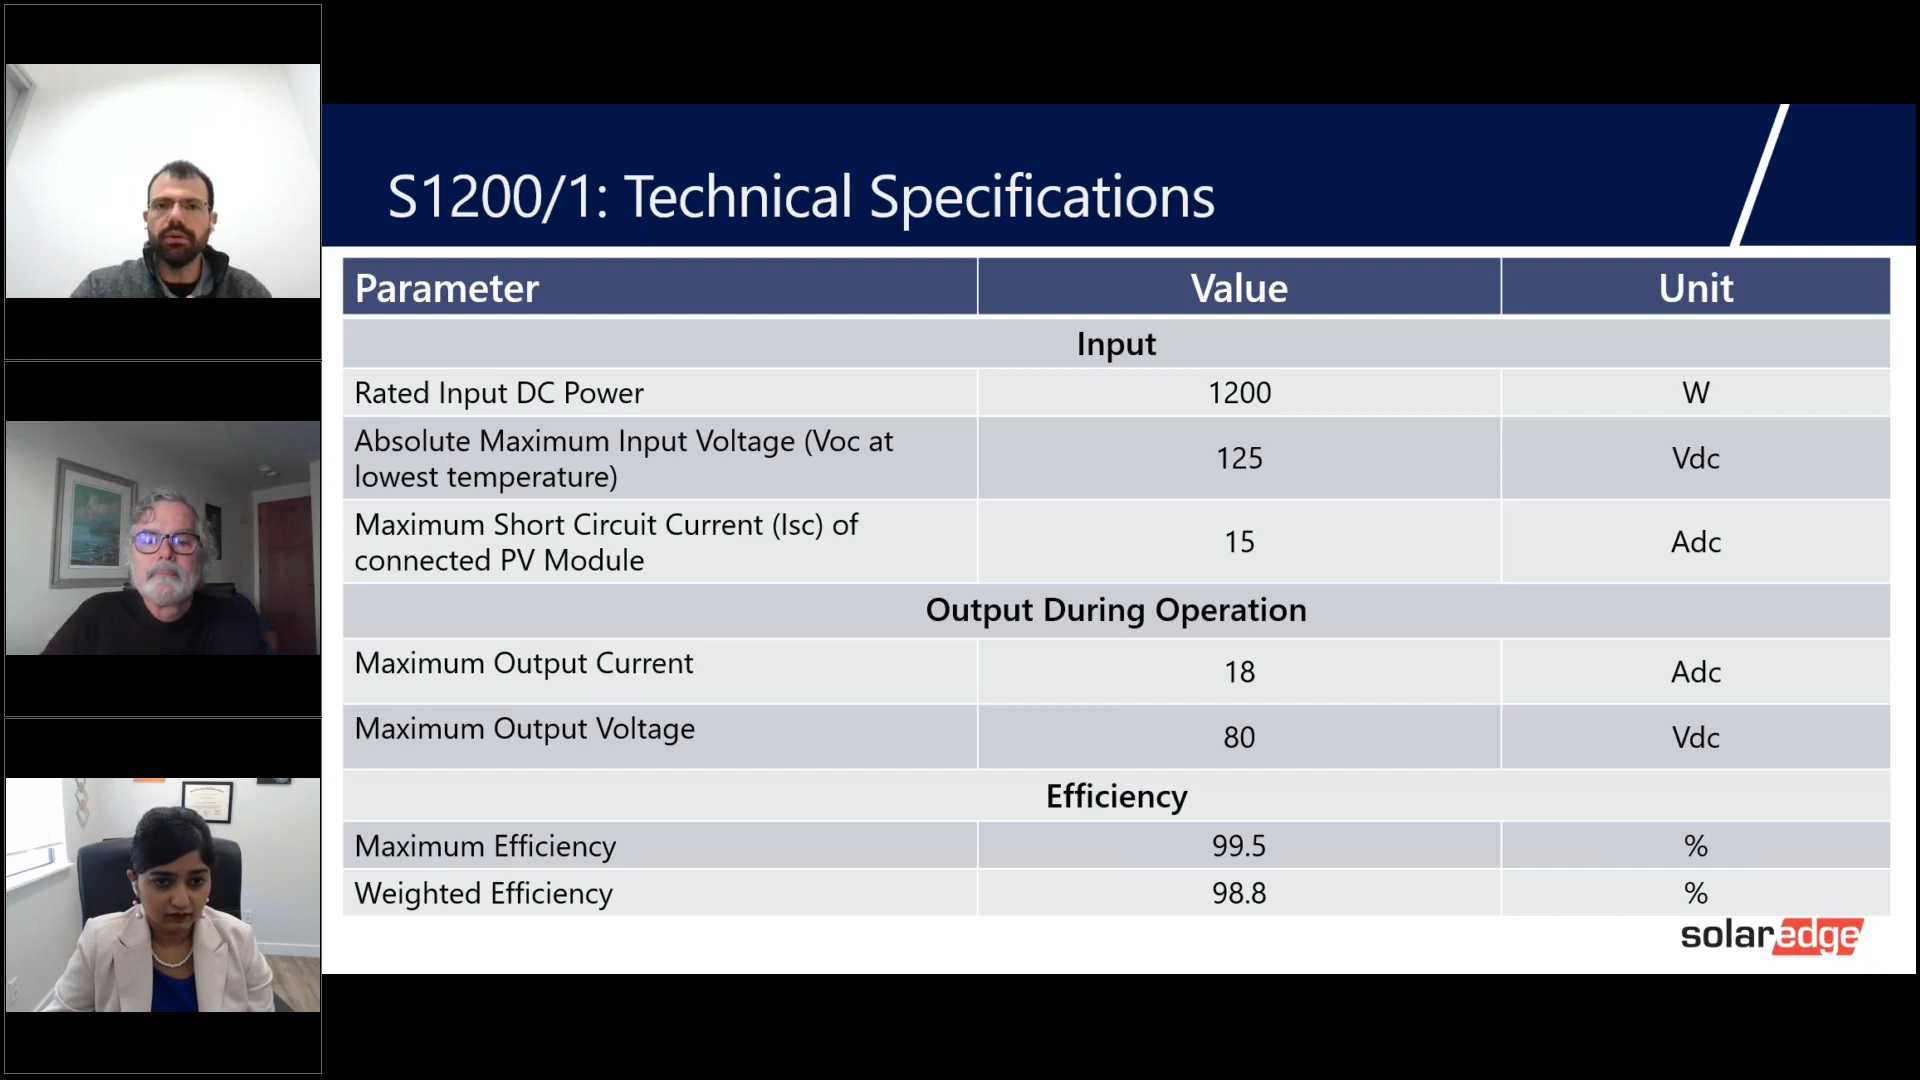 S1200/1: Technical Specifications
Parameter Value Unit
Input
Rated Input DC Power 1200 W
Absolute Maximum Input Voltage (Voc at
lowest temperature) 125 Vdc
Maximum Short Circuit Current (Isc) of
connected PV Module 15 Adc
Output During Operation
Maximum Output Current 18 Adc
Maximum Output Voltage 80 Vdc
Efficiency
Maximum Efficiency 99.5 %
Weighted Efficiency 98.8 %
solaredge